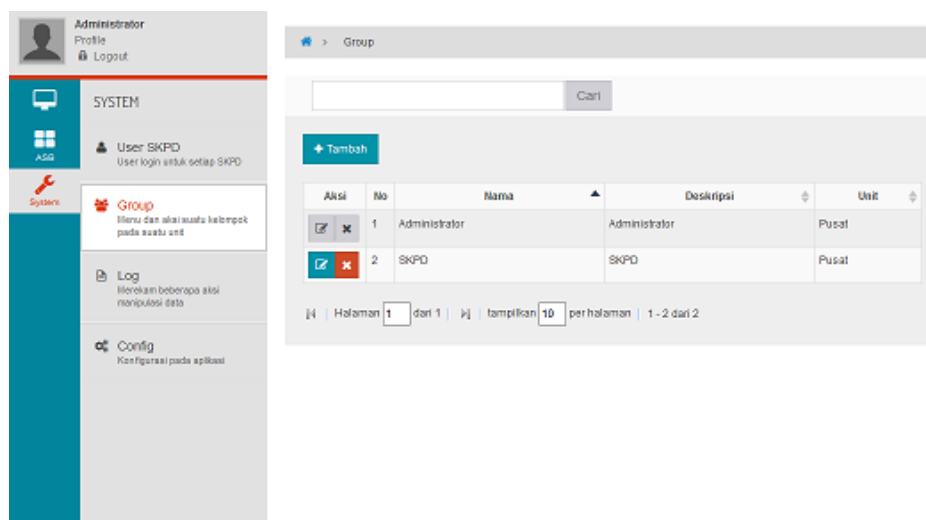 Administrator
Profile
Logout
Group
SYSTEM
Cari
ASB
User SKPD
User login untuk setiap SKPD
Tambah
System
Group
Menu dan aksi suatu kelompok
pada suatu unit
Aksi No Nama Deskripsi Unit
1 Administrator Administrator Pusat
2 SKPD SKPD Pusat
Log
Merekam beberapa aksi
manipulasi data
Halaman 1 dari 1 tampilkan 10 per halaman 1 - 2 dari 2
Config
Konfigurasi pada aplikasi